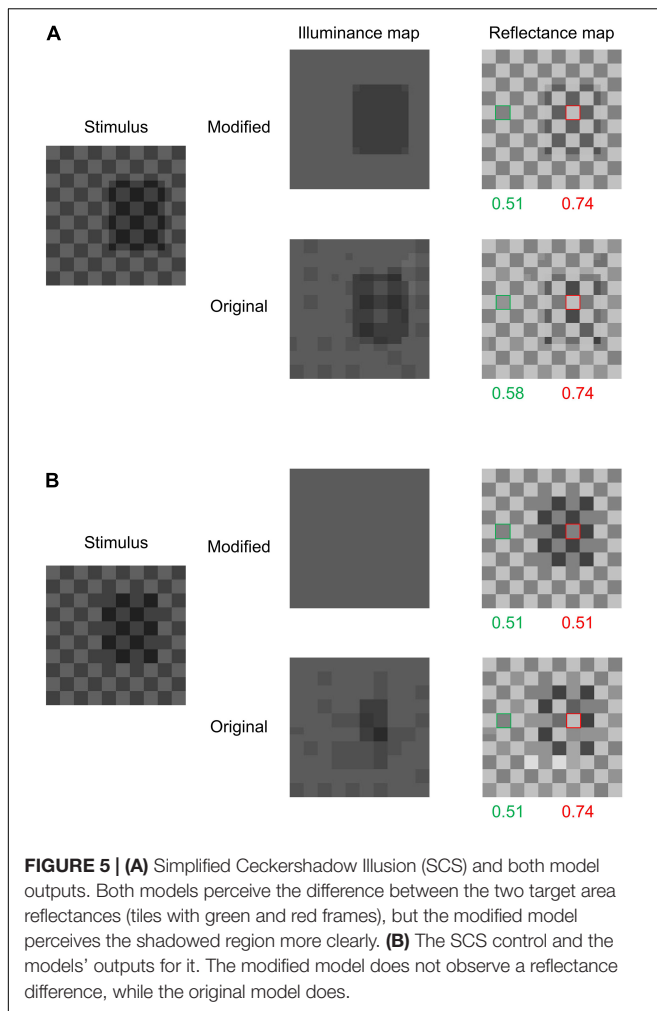 A
Illuminance map
Reflectance map
Stimulus
Modified
0.51 0.74
Original
0.58 0.74
B
Stimulus
Modified
0.51 0.51
Original
0.51 0.74
FIGURE 5 | (A) Simplified Ceckershadow Illusion (SCS) and both model
outputs. Both models perceive the difference between the two target area
reflectances (tiles with green and red frames), but the modified model
perceives the shadowed region more clearly. (B) The SCS control and the
models’ outputs for it. The modified model does not observe a reflectance
difference, while the original model does.